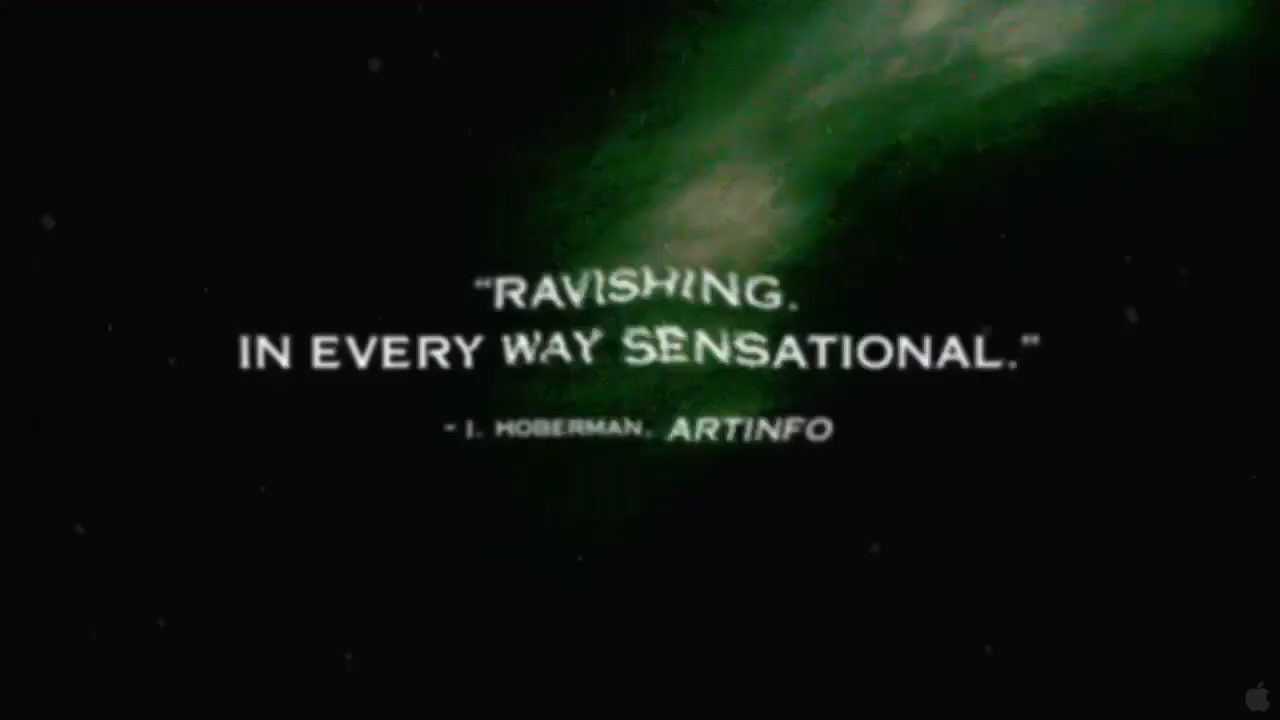 “RAVISHING.
IN EVERY WAY SENSATIONAL.”
- J. HOBERMAN, ARTINFO